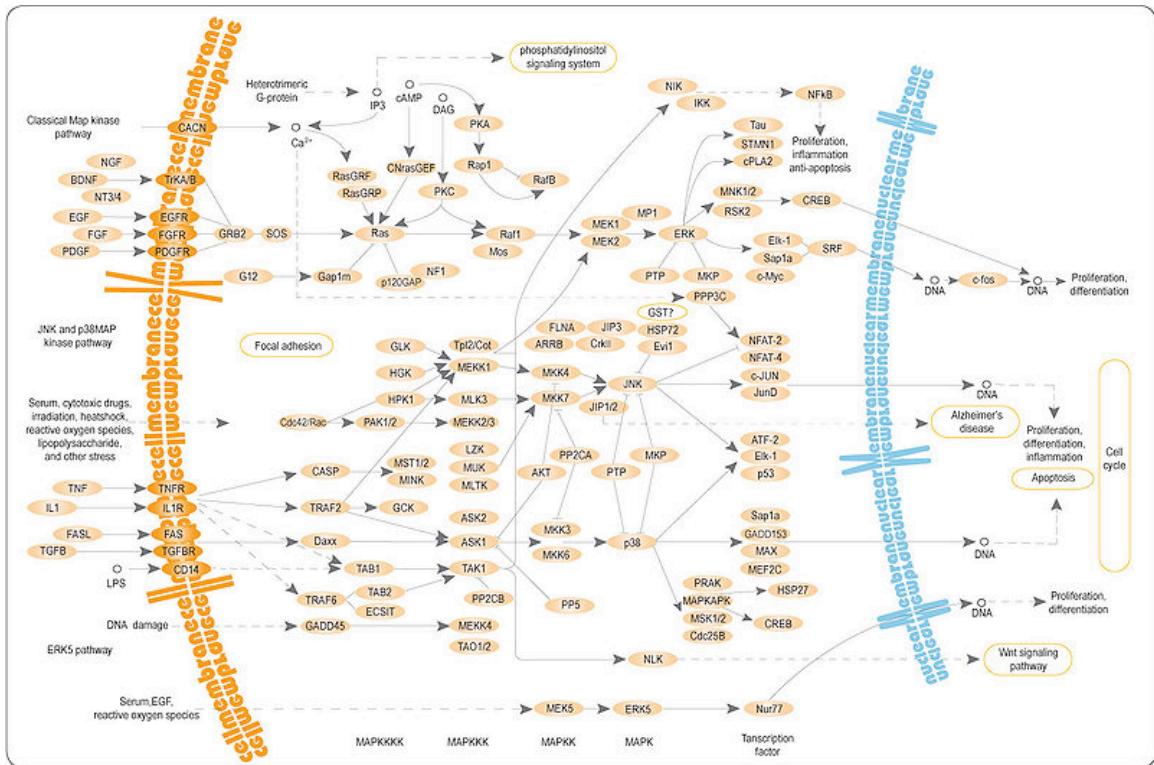 phosphatidylinositol
signaling system
Heterotrimeric
G-protein
IP3
cAMP
DAG
NIK
IKK
NFkB
Classical Map kinase
pathway
CACN
Ca²⁺
PKA
Tau
STMN1
cPLA2
Proliferation,
inflammation
anti-apoptosis
NGF
BDNF
NT3/4
TrKA/B
RasGRF
RasGRP
CNrasGEF
Rap1
RafB
PKC
MNK1/2
RSK2
CREB
EGF
EGFR
FGF
FGFR
PDGF
PDGFR
GRB2
SOS
Ras
Raf1
Mos
MEK1
MEK2
MP1
ERK
Elk-1
Sap1a
c-Myc
SRF
G12
Gap1m
p120GAP
NF1
PTP
MKP
PPP3C
DNA
c-fos
DNA
Proliferation,
differentiation
JNK and p38MAP
kinase pathway
Focal adhesion
GLK
HGK
HPK1
Tpl2/Cot
MEKK1
MLK3
MEKK2/3
FLNA
ARRB
JIP3
CrkII
GST?
HSP72
Evi1
NFAT-2
NFAT-4
c-JUN
JunD
MKK4
MKK7
JNK
JIP1/2
DNA
Serum, cytotoxic drugs,
irradiation, heatshock,
reactive oxygen species,
lipopolysaccharide,
and other stress
Cdc42/Rac
PAK1/2
Alzheimer's
disease
Proliferation,
differentiation,
inflammation
LZK
MUK
MLTK
PP2CA
AKT
PTP
MKP
ATF-2
Elk-1
p53
Apoptosis
Cell
cycle
TNF
TNFR
IL1
IL1R
CASP
MST1/2
MINK
TRAF2
GCK
FASL
FAS
TGFB
TGFBR
LPS
CD14
Daxx
ASK2
ASK1
MKK3
MKK6
p38
Sap1a
GADD153
MAX
MEF2C
DNA
TAB1
TAK1
TRAF6
TAB2
ECSIT
PP2CB
PP5
PRAK
MAPKAPK
MSK1/2
Cdc25B
HSP27
CREB
DNA
Proliferation,
differentiation
DNA damage
GADD45
MEKK4
TAO1/2
ERK5 pathway
NLK
Wnt signaling
pathway
Serum,EGF,
reactive oxygen species
MEK5
ERK5
Nur77
MAPKKKK
MAPKKK
MAPKK
MAPK
Transcription
factor